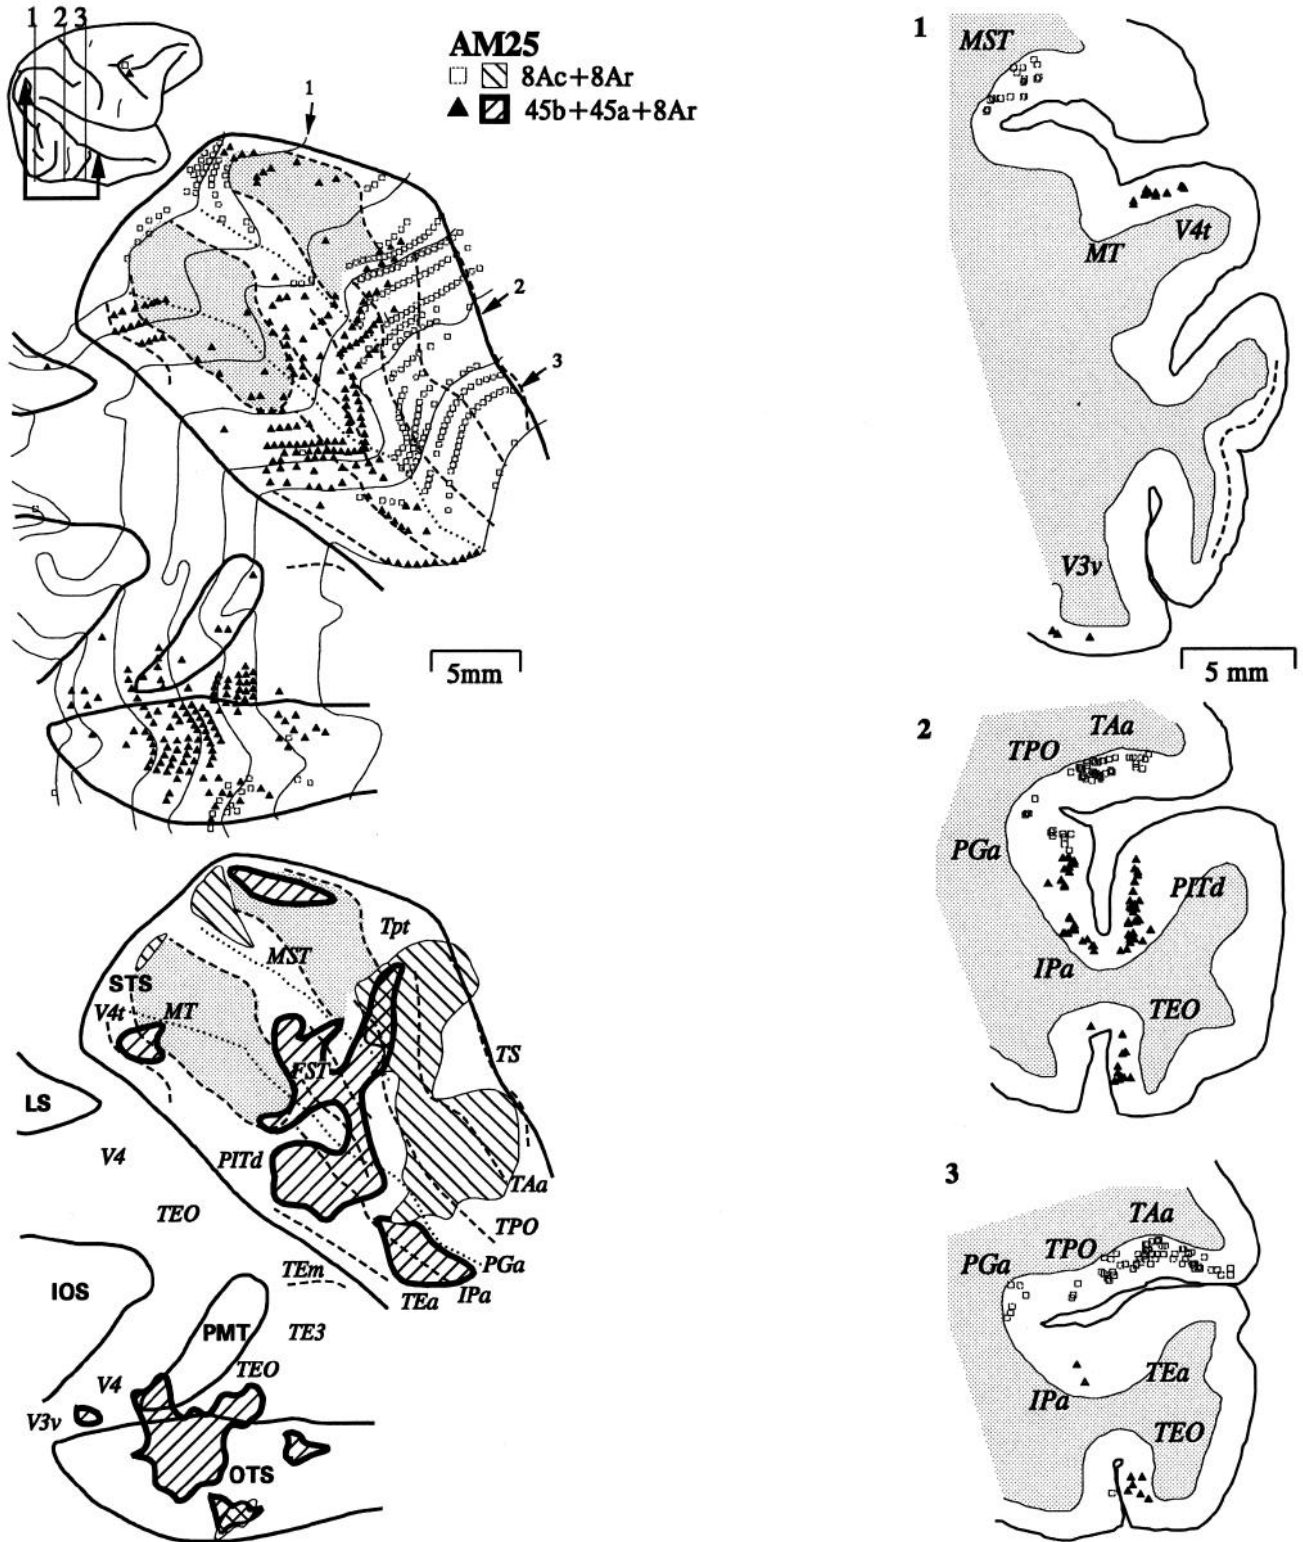 1 2 3
AM25
8Ac+8Ar
45b+45a+8Ar
1
2
3
5mm
Tpt
MST
STS
V4t
MT
FST
TS
LS
V4
PITd
TAa
TEO
TPO
PGa
TEm
IPa
TEa
IOS
PMT
TE3
TEO
V4
V3v
OTS
1
MST
V4t
MT
V3v
5 mm
2
TAa
TPO
PGa
PITd
IPa
TEO
3
TAa
TPO
PGa
TEa
IPa
TEO